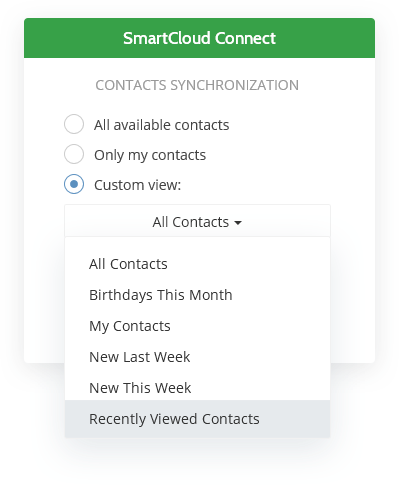 SmartCloud Connect
CONTACTS SYNCHRONIZATION
All available contacts
Only my contacts
Custom view:
All Contacts
All Contacts
Birthdays This Month
My Contacts
New Last Week
New This Week
Recently Viewed Contacts